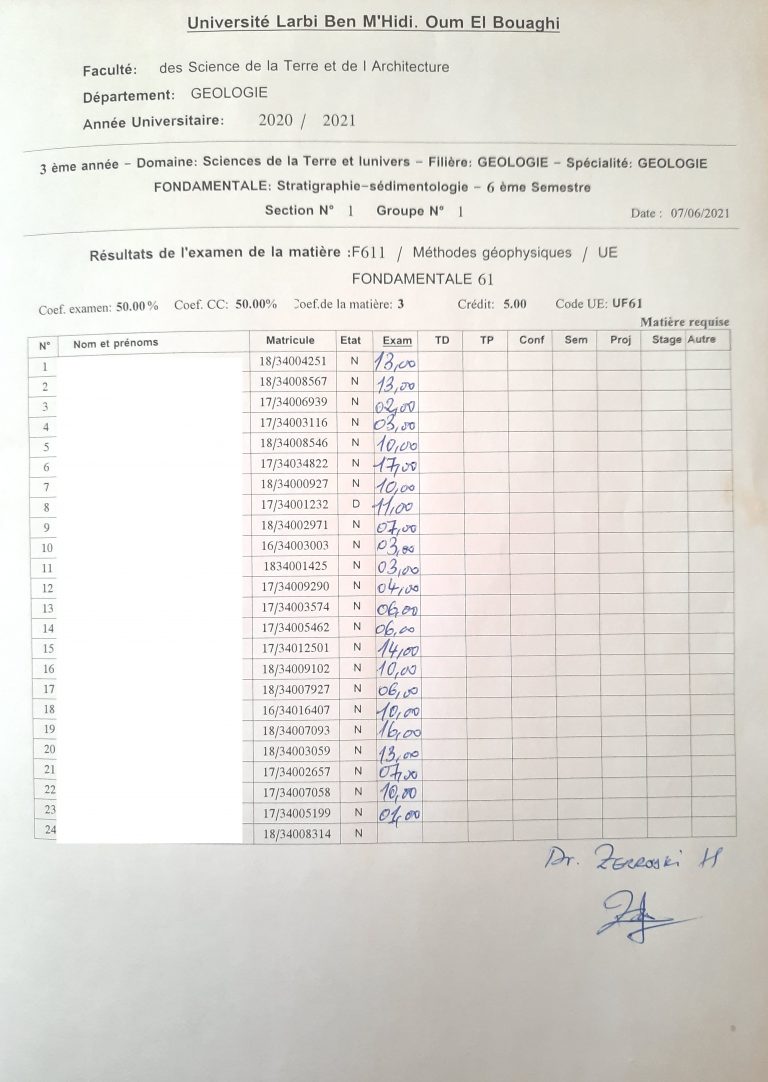 Université Larbi Ben M'Hidi. Oum El Bouaghi
Faculté: des Science de la Terre et de l Architecture
Département: GEOLOGIE
Année Universitaire: 2020 / 2021
3 ème année - Domaine: Sciences de la Terre et lunivers - Filière: GEOLOGIE - Spécialité: GEOLOGIE
FONDAMENTALE: Stratigraphie-sédimentologie - 6 ème Semestre
Section N° 1 Groupe N° 1
Date : 07/06/2021
Résultats de l'examen de la matière :F611 / Méthodes géophysiques / UE
FONDAMENTALE 61
Coef. examen: 50.00 % Coef. CC: 50.00% Coef.de la matière: 3 Crédit: 5.00 Code UE: UF61
Matière requise
N° Nom et prénoms Matricule Etat Exam TD TP Conf Sem Proj Stage Autre
1 18/34004251 N 13,00
2 18/34008567 N 13,00
3 17/34006939 N 02,00
4 17/34003116 N 03,00
5 18/34008546 N 10,00
6 17/34034822 N 17,00
7 18/34000927 N 10,00
8 17/34001232 D 11,00
9 18/34002971 N 07,00
10 16/34003003 N 03,00
11 1834001425 N 03,00
12 17/34009290 N 04,00
13 17/34003574 N 06,00
14 17/34005462 N 06,00
15 17/34012501 N 14,00
16 18/34009102 N 10,00
17 18/34007927 N 06,00
18 16/34016407 N 10,00
19 18/34007093 N 16,00
20 18/34003059 N 13,00
21 17/34002657 N 07,00
22 17/34007058 N 10,00
23 17/34005199 N
24 18/34008314 N
Dr. ZERROUKI H